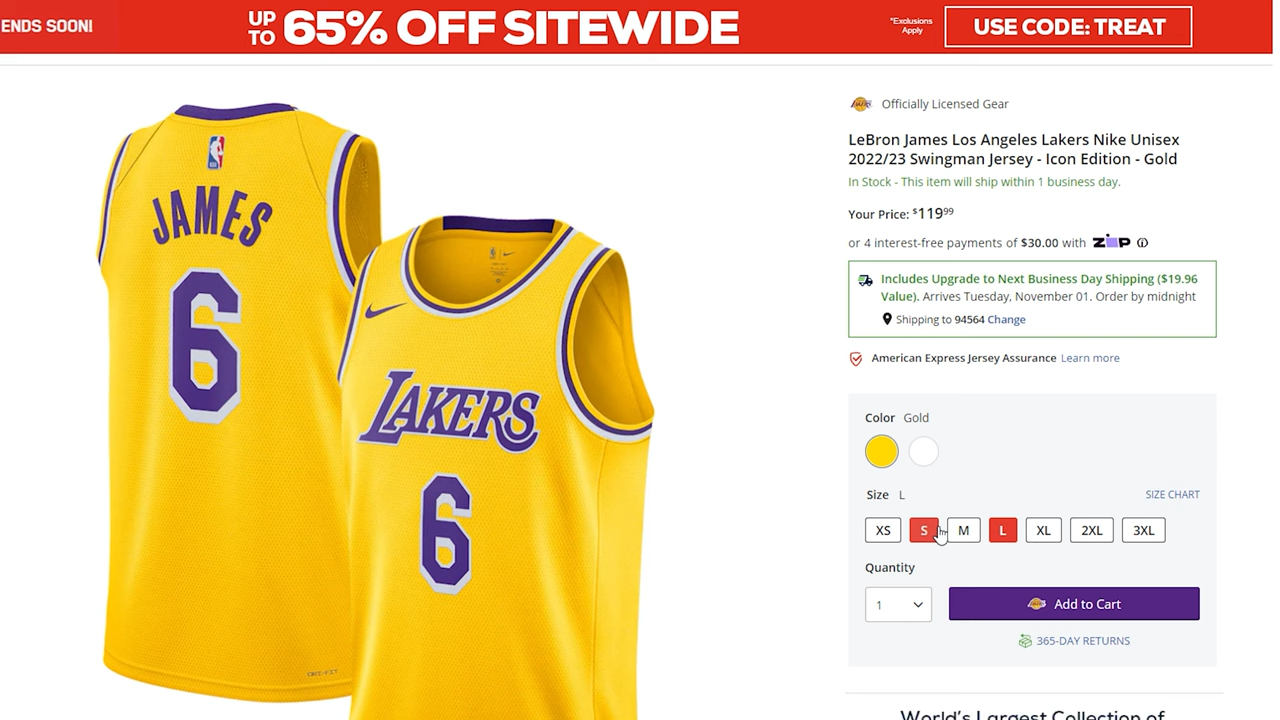 ENDS SOON!
UP TO 65% OFF SITEWIDE
*Exclusions
Apply
USE CODE: TREAT
Officially Licensed Gear
LeBron James Los Angeles Lakers Nike Unisex
2022/23 Swingman Jersey - Icon Edition - Gold
In Stock - This item will ship within 1 business day.
Your Price: $11999
or 4 interest-free payments of $30.00 with ZIP
Includes Upgrade to Next Business Day Shipping ($19.96
Value). Arrives Tuesday, November 01. Order by midnight
Shipping to 94564 Change
American Express Jersey Assurance Learn more
Color Gold
Size L
SIZE CHART
XS S M L XL 2XL 3XL
Quantity
1
Add to Cart
365-DAY RETURNS
World's Largest Collection of
JAMES
6
DRI-FIT
LAKERS
6